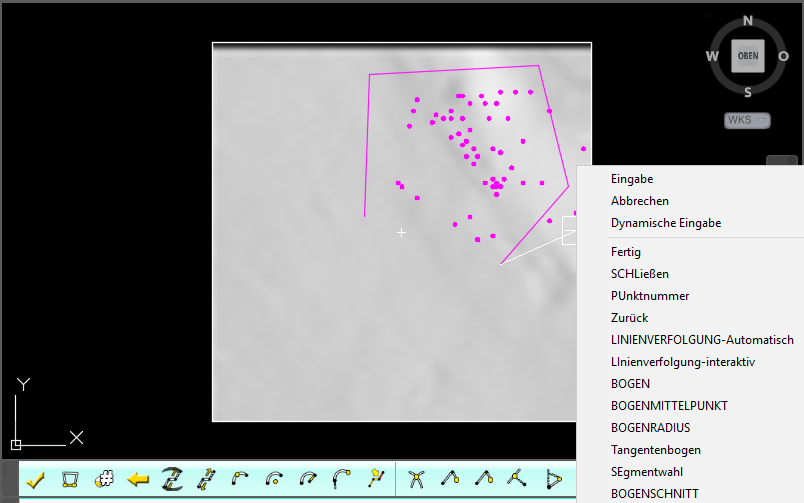 N
W OBEN O
S
WKS
Eingabe
Abbrechen
Dynamische Eingabe
Fertig
SCHLießen
PUnktnummer
Zurück
LINIENVERFOLGUNG-Automatisch
LInienverfolgung-interaktiv
BOGEN
BOGENMITTELPUNKT
BOGENRADIUS
Tangentenbogen
SEgmentwahl
BOGENSCHNITT
Y
X
#